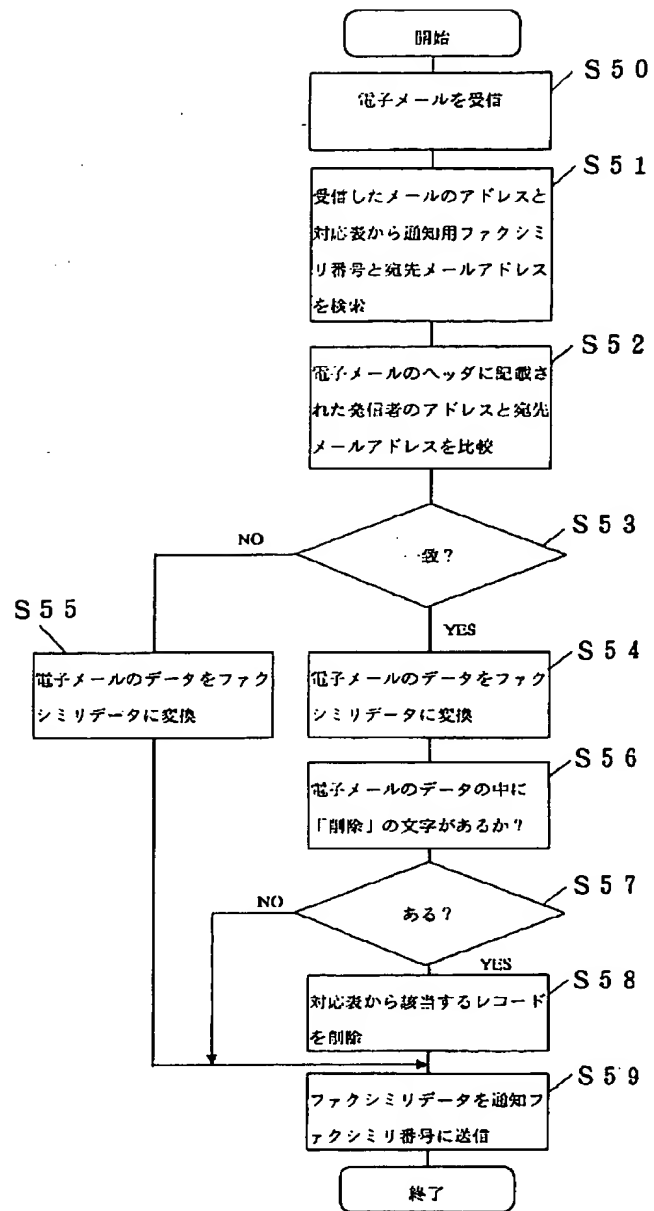 開始
S50
電子メールを受信
S51
受信したメールのアドレスと
対応表から通知用ファクシミ
リ番号と宛先メールアドレス
を検索
S52
電子メールのヘッダに記載さ
れた発信者のアドレスと宛先
メールアドレスを比較
S53
一致?
NO
YES
S55
電子メールのデータをファク
シミリデータに変換
S54
電子メールのデータをファク
シミリデータに変換
S56
電子メールのデータの中に
「削除」の文字があるか?
S57
ある?
NO
YES
S58
対応表から該当するレコード
を削除
S59
ファクシミリデータを通知フ
ァクシミリ番号に送信
終了